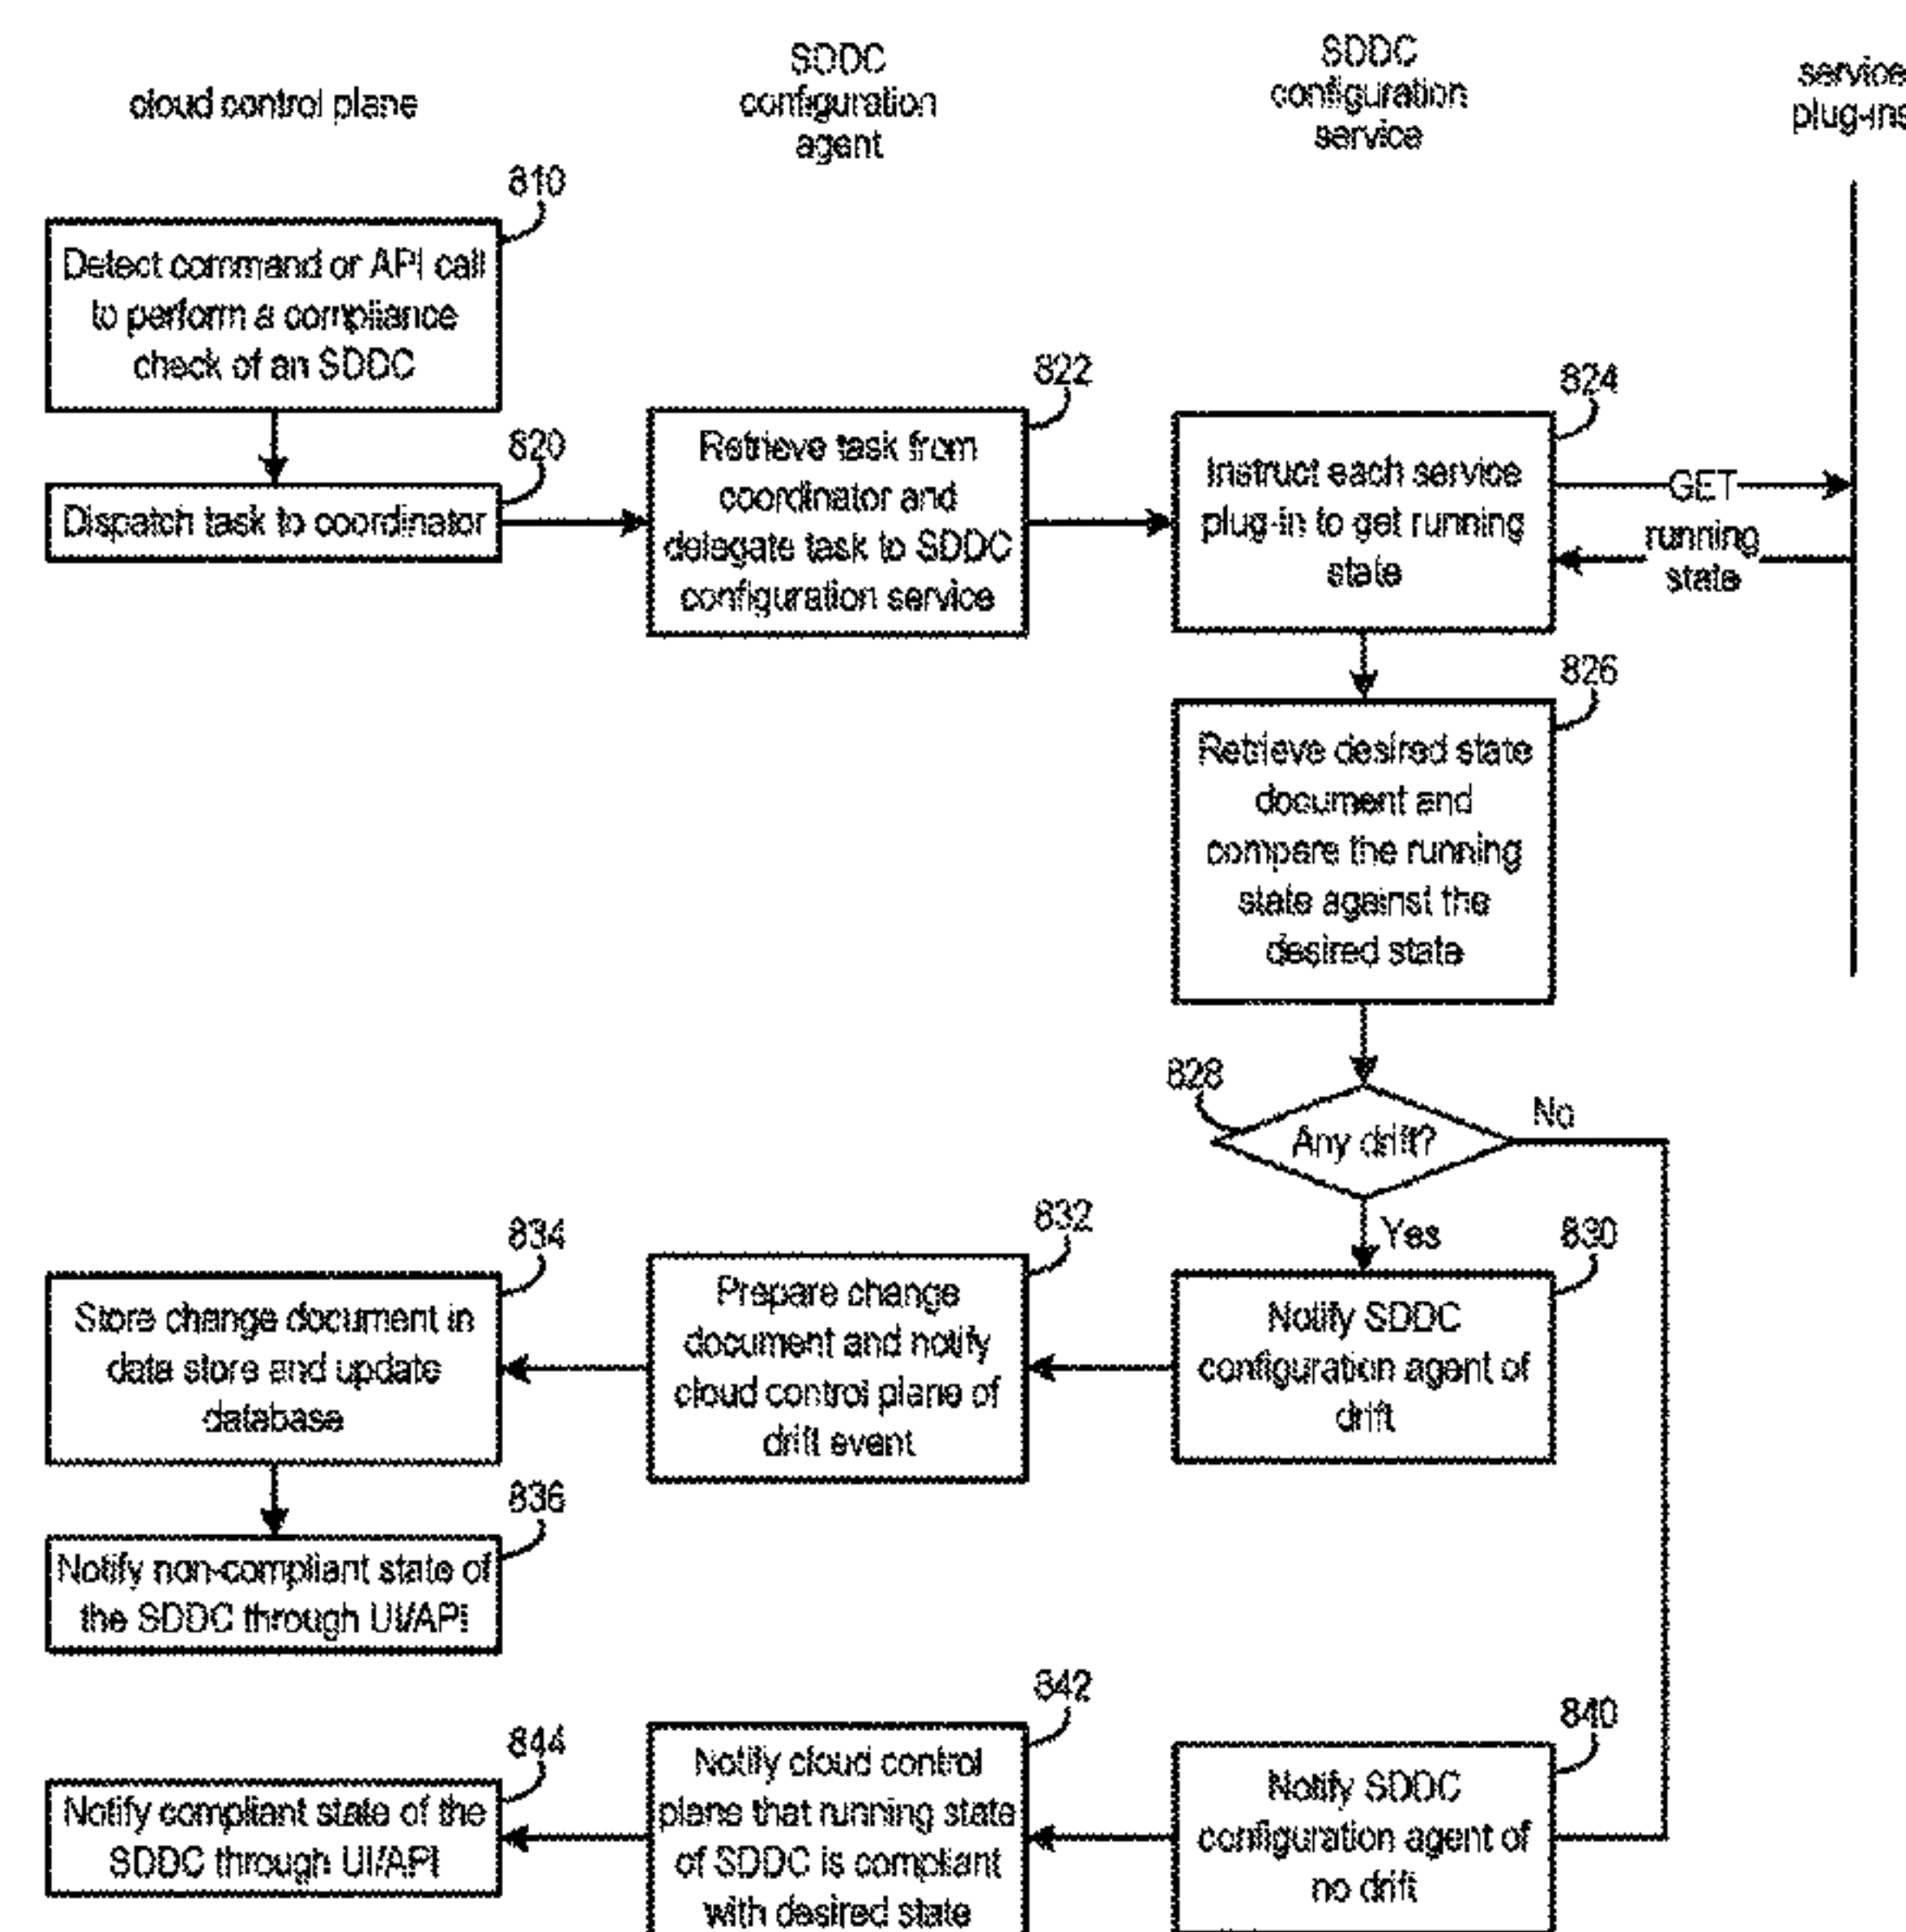 cloud control plane
SDDC
configuration
agent
SDDC
configuration
service
service
plug-ins
810
Detect command or API call
to perform a compliance
check of an SDDC
820
Dispatch task to coordinator
822
Retrieve task from
coordinator and
delegate task to SDDC
configuration service
824
Instruct each service
plug-in to get running
state
GET
running
state
826
Retrieve desired state
document and
compare the running
state against the
desired state
828
Any drift?
No
Yes
830
Notify SDDC
configuration agent of
drift
832
Prepare change
document and notify
cloud control plane of
drift event
834
Store change document in
data store and update
database
836
Notify non-compliant state of
the SDDC through UI/API
840
Notify SDDC
configuration agent of
no drift
842
Notify cloud control
plane that running state
of SDDC is compliant
with desired state
844
Notify compliant state of the
SDDC through UI/API